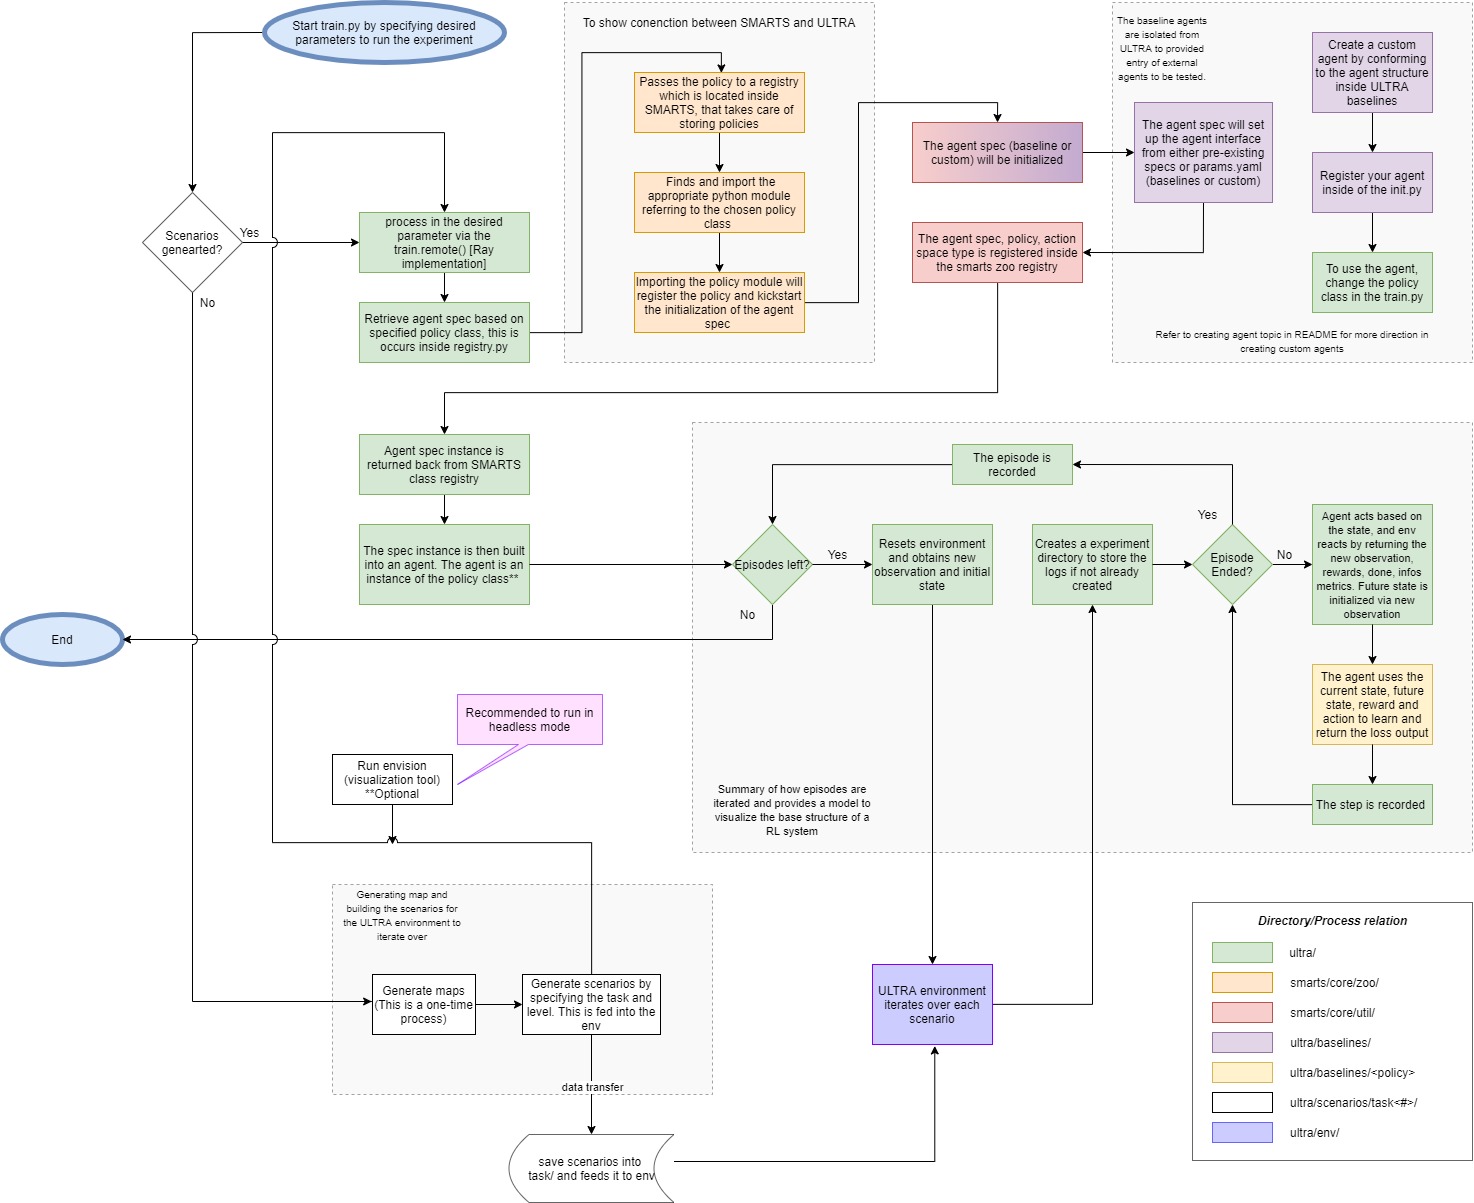 Start train.py by specifying desired
parameters to run the experiment
To show conenction between SMARTS and ULTRA
Passes the policy to a registry
which is located inside
SMARTS, that takes care of
storing policies
Finds and import the
appropriate python module
referring to the chosen policy
class
Importing the policy module will
register the policy and kickstart
the initialization of the agent
spec
The agent spec (baseline or
custom) will be initialized
The agent spec, policy, action
space type is registered inside
the smarts zoo registry
The baseline agents
are isolated from
ULTRA to provided
entry of external
agents to be tested.
The agent spec will set
up the agent interface
from either pre-existing
specs or params.yaml
(baselines or custom)
Create a custom
agent by conforming
to the agent structure
inside ULTRA
baselines
Register your agent
inside of the init.py
To use the agent,
change the policy
class in the train.py
Refer to creating agent topic in README for more direction in
creating custom agents
Scenarios
genearted?
Yes
No
process in the desired
parameter via the
train.remote() [Ray
implementation]
Retrieve agent spec based on
specified policy class, this is
occurs inside registry.py
Agent spec instance is
returned back from SMARTS
class registry
The spec instance is then built
into an agent. The agent is an
instance of the policy class**
End
The episode is
recorded
Episodes left?
Yes
No
Resets environment
and obtains new
observation and initial
state
Creates a experiment
directory to store the
logs if not already
created
Yes
Episode
Ended?
No
Agent acts based on
the state, and env
reacts by returning the
new observation,
rewards, done, infos
metrics. Future state is
initialized via new
observation
The agent uses the
current state, future
state, reward and
action to learn and
return the loss output
The step is recorded
Summary of how episodes are
iterated and provides a model to
visualize the base structure of a
RL system
Recommended to run in
headless mode
Run envision
(visualization tool)
**Optional
Generating map and
building the scenarios for
the ULTRA environment to
iterate over
Generate maps
(This is a one-time
process)
Generate scenarios by
specifying the task and
level. This is fed into the
env
data transfer
save scenarios into
task/ and feeds it to env
ULTRA environment
iterates over each
scenario
Directory/Process relation
ultra/
smarts/core/zoo/
smarts/core/util/
ultra/baselines/
ultra/baselines/<policy>
ultra/scenarios/task<#>/
ultra/env/